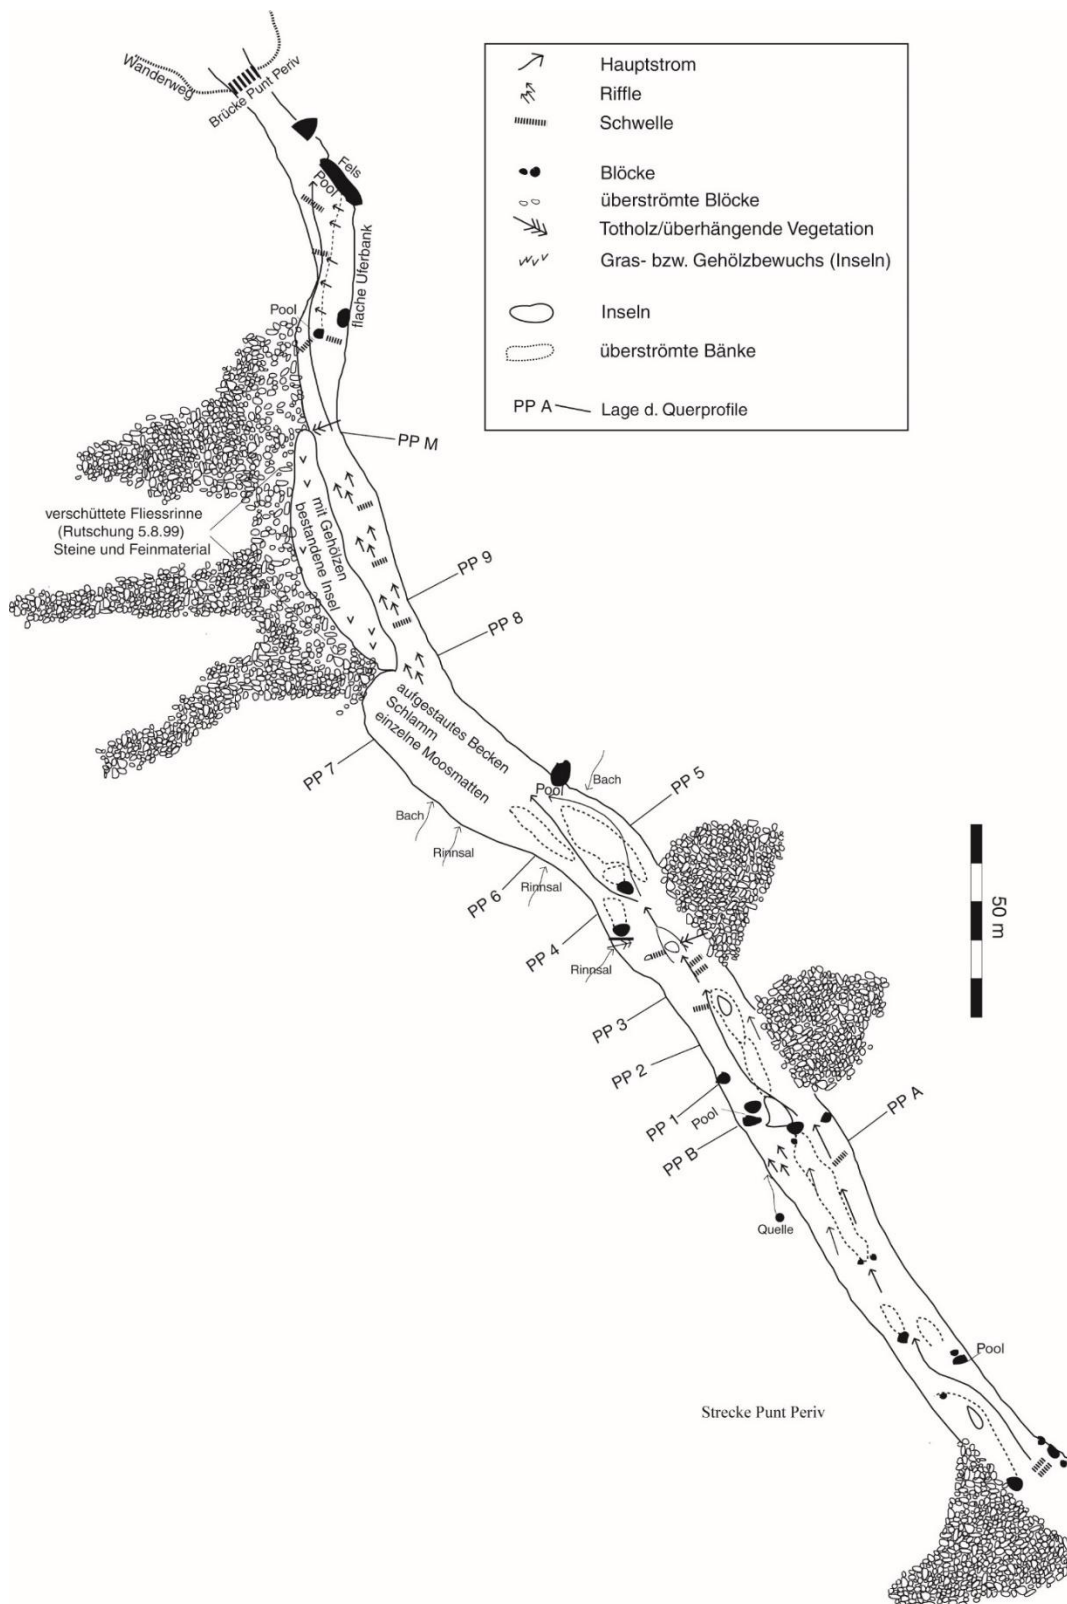 Wanderweg
Brücke Punt Periv
Hauptstrom
Riffle
Schwelle
Blöcke
überströmte Blöcke
Totholz/überhängende Vegetation
Gras- bzw. Gehölzbewuchs (Inseln)
Inseln
überströmte Bänke
PP A
Lage d. Querprofile
Fels
Pool
flache Uferbank
Pool
PP M
verschüttete Fliessrinne
(Rutschung 5.8.99)
Steine und Feinmaterial
mit Gehölzen
bestandene Insel
PP 9
PP 8
aufgestautes Becken
Schlamm
einzelne Moosmatten
PP 7
Pool
Bach
PP 5
Bach
Rinnsal
PP 6
Rinnsal
PP 4
Rinnsal
50 m
PP 3
PP 2
PP 1
Pool
PP B
PP A
Quelle
Pool
Strecke Punt Periv